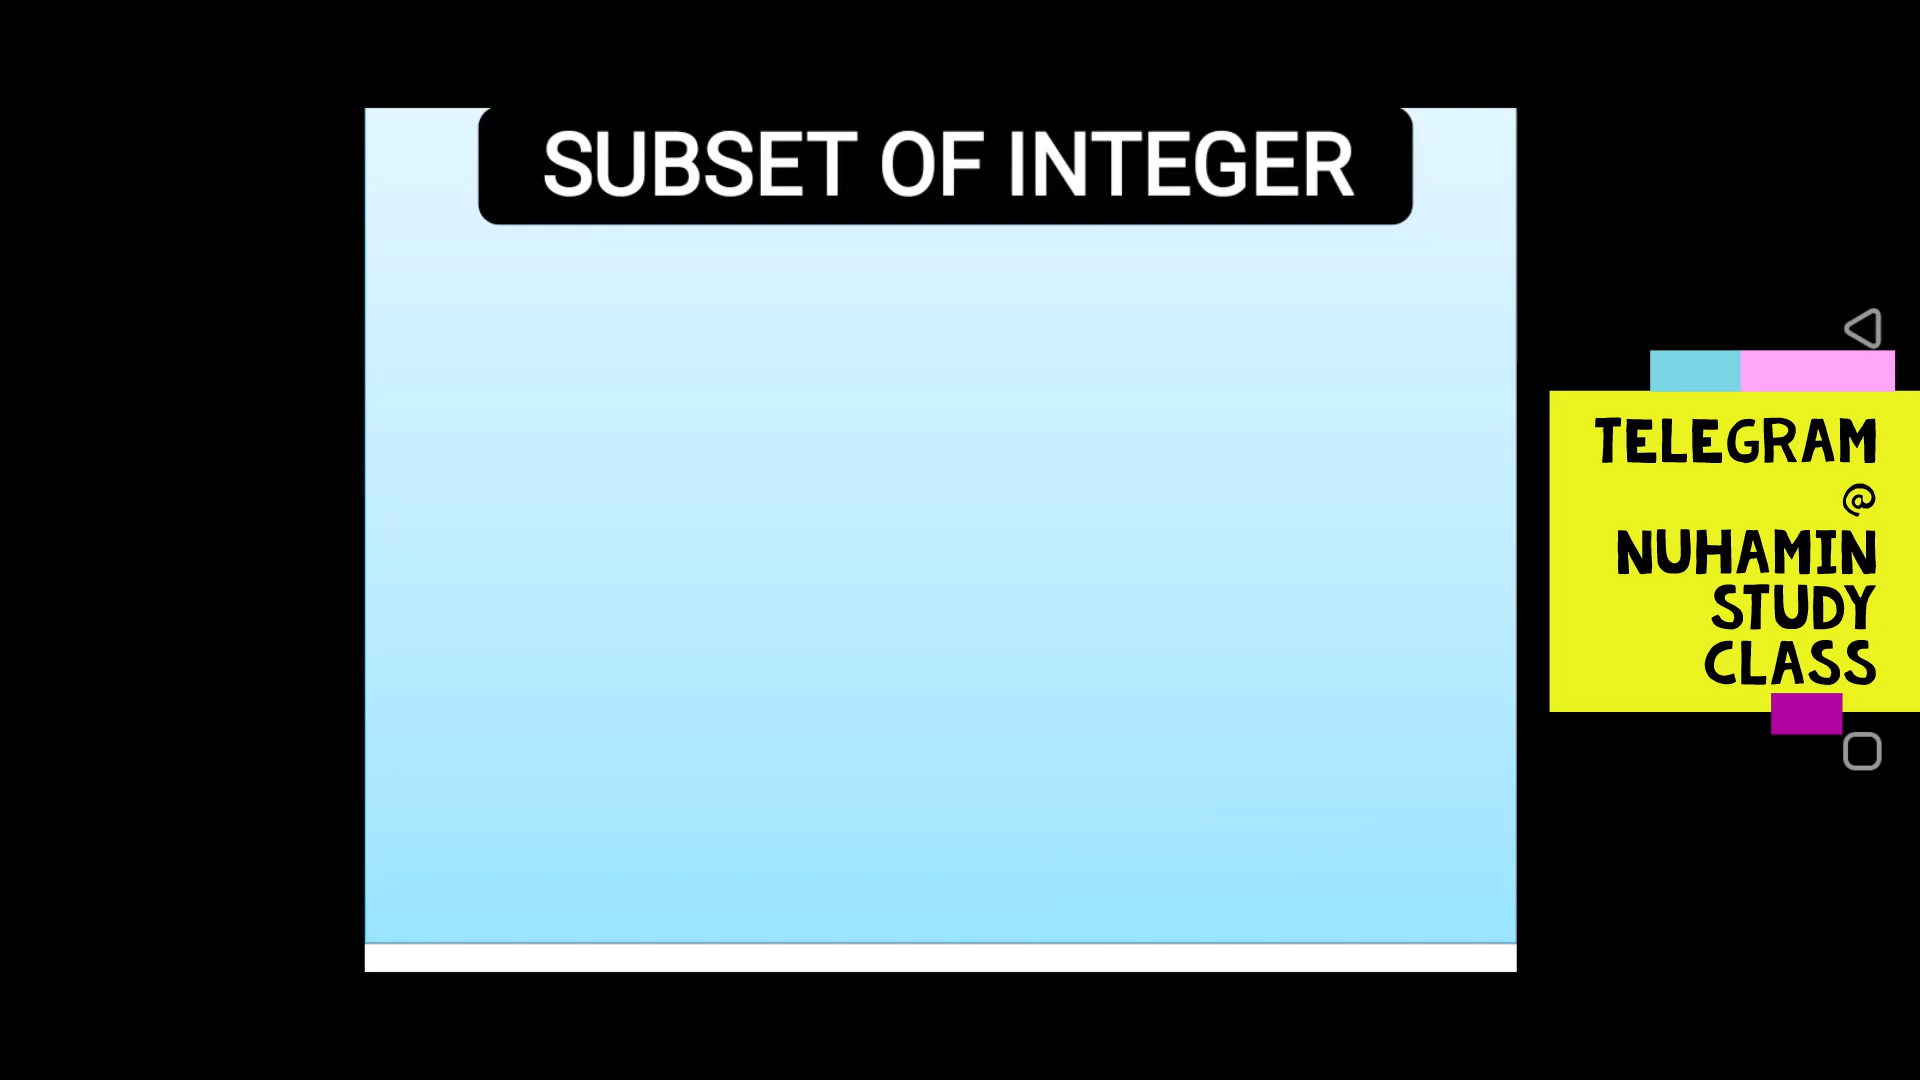 SUBSET OF INTEGER
TELEGRAM
@
NUHAMIN
STUDY
CLASS